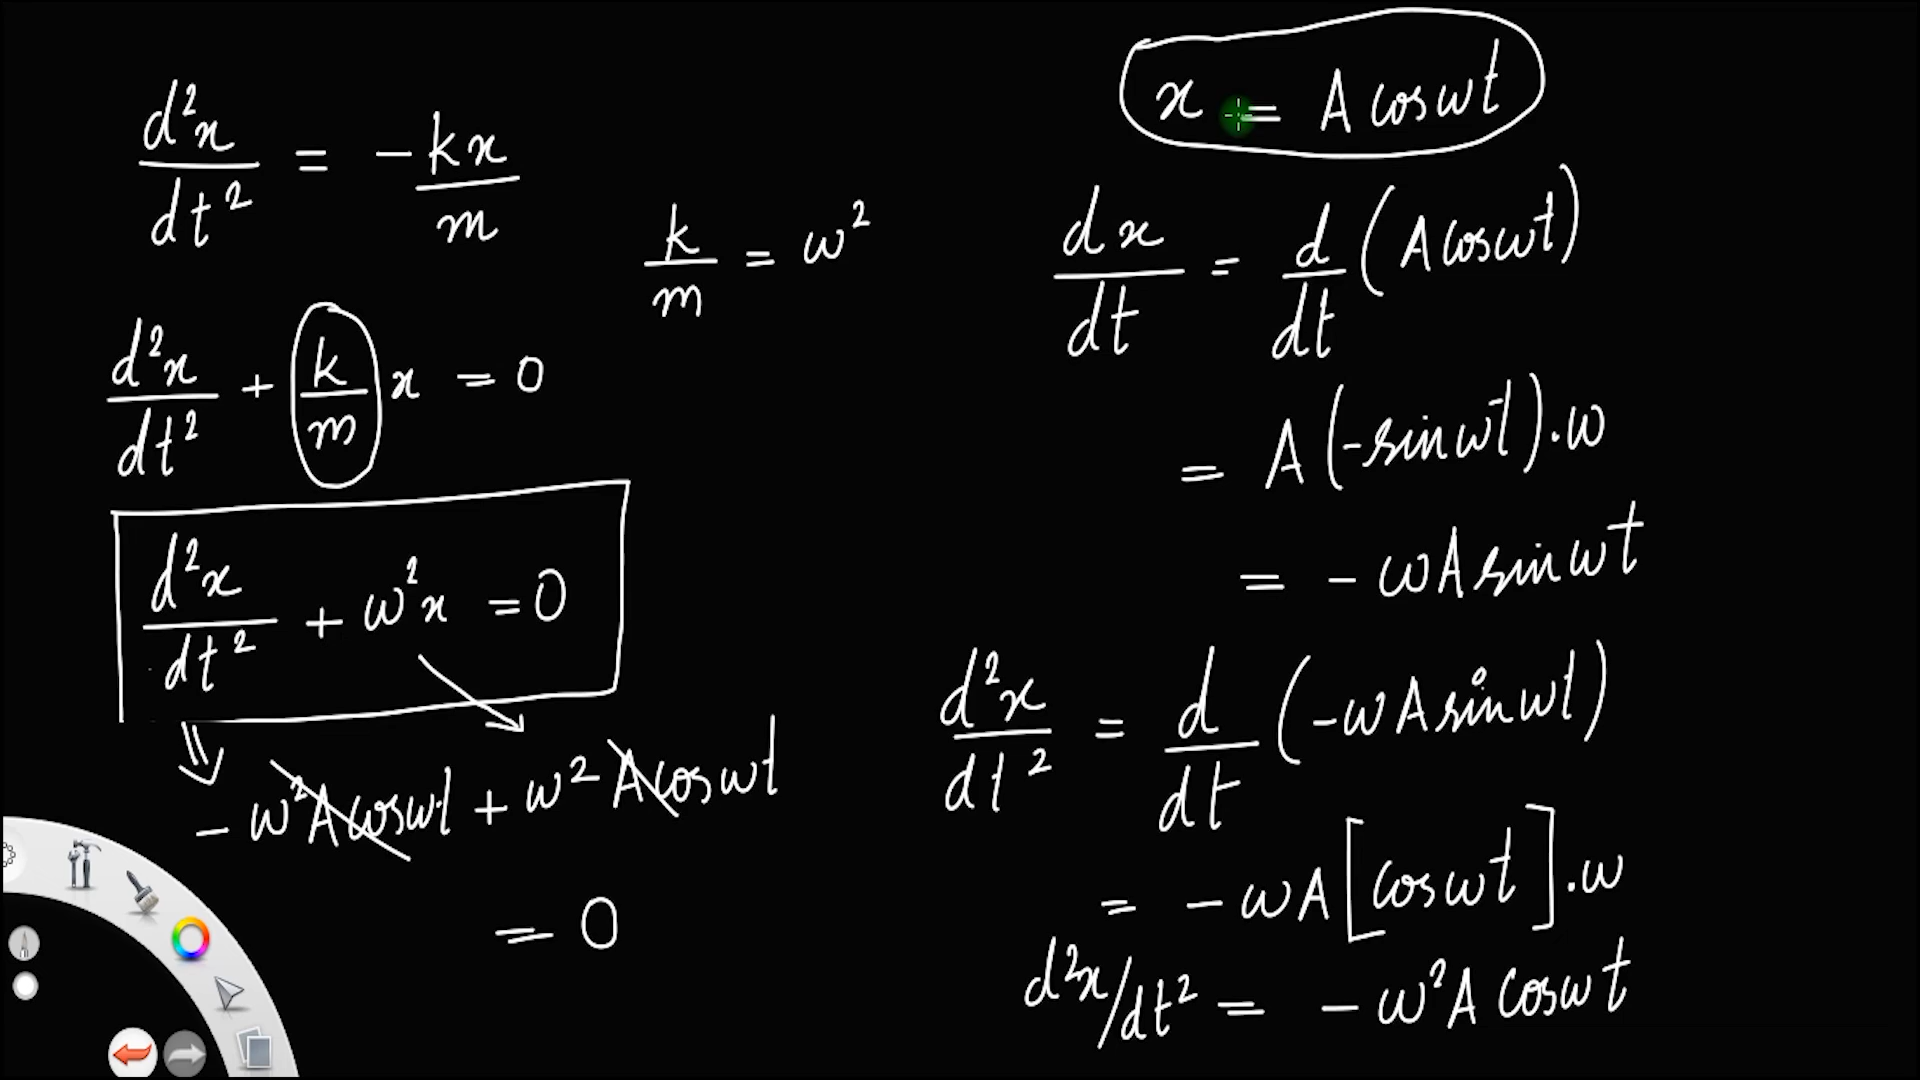 d²x/dt² = -kx/m
k/m = ω²
d²x/dt² + (k/m) x = 0
d²x/dt² + ω²x = 0
- ω²A cosωt + ω² A cosωt
= 0
x = A cosωt
dx/dt = d/dt (A cosωt)
= A (-sinωt).ω
= - ωA sinωt
d²x/dt² = d/dt (-ωA sinωt)
= - ωA [cosωt].ω
d²x/dt² = - ω²A cosωt